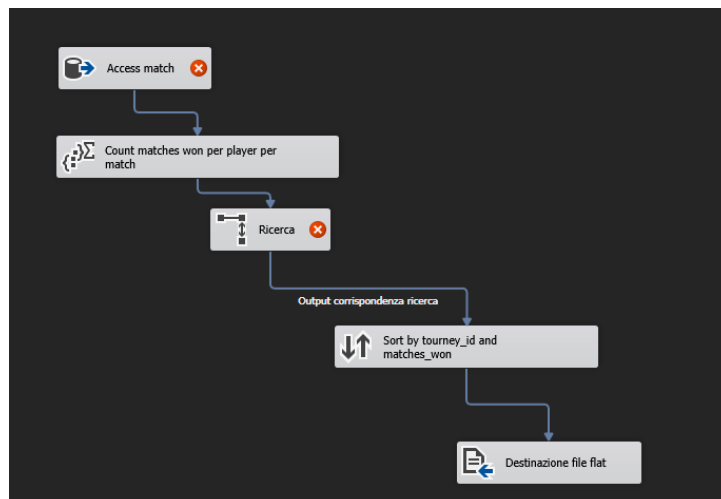 Access match
Count matches won per player per
match
Ricerca
Output corrispondenza ricerca
Sort by tourney_id and
matches_won
Destinazione file flat